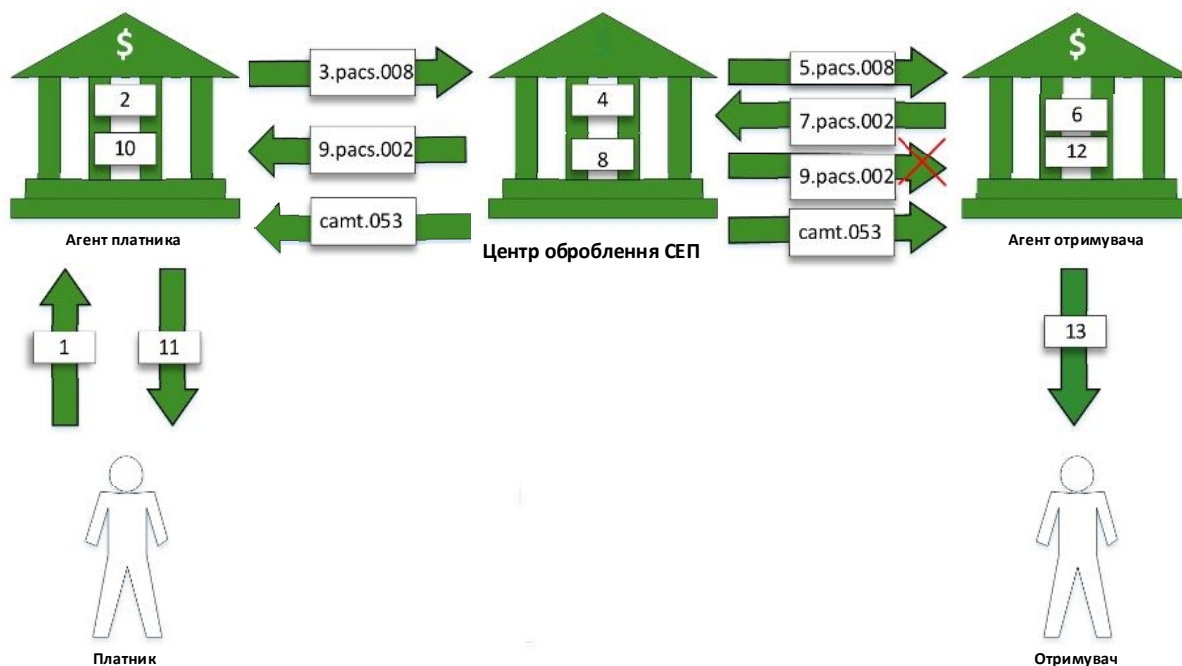 $
$
$
2
10
3.pacs.008
9.pacs.002
camt.053
4
8
5.pacs.008
7.pacs.002
9.pacs.002
camt.053
6
12
Агент платника
Центр оброблення СЕП
Агент отримувача
1
11
13
Платник
Отримувач